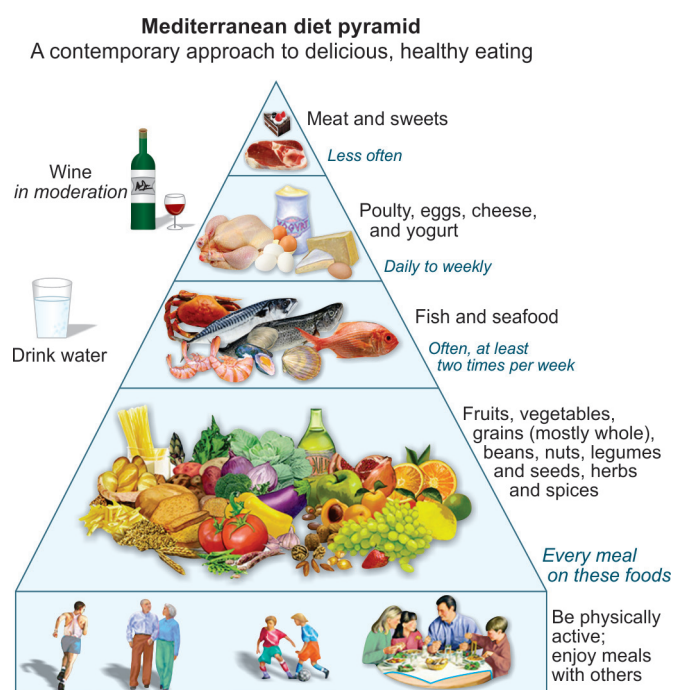 Mediterranean diet pyramid
A contemporary approach to delicious, healthy eating
Meat and sweets
Less often
Wine
in moderation
Poulty, eggs, cheese,
and yogurt
Daily to weekly
Fish and seafood
Often, at least
two times per week
Drink water
Fruits, vegetables,
grains (mostly whole),
beans, nuts, legumes
and seeds, herbs
and spices
Every meal
on these foods
Be physically
active;
enjoy meals
with others